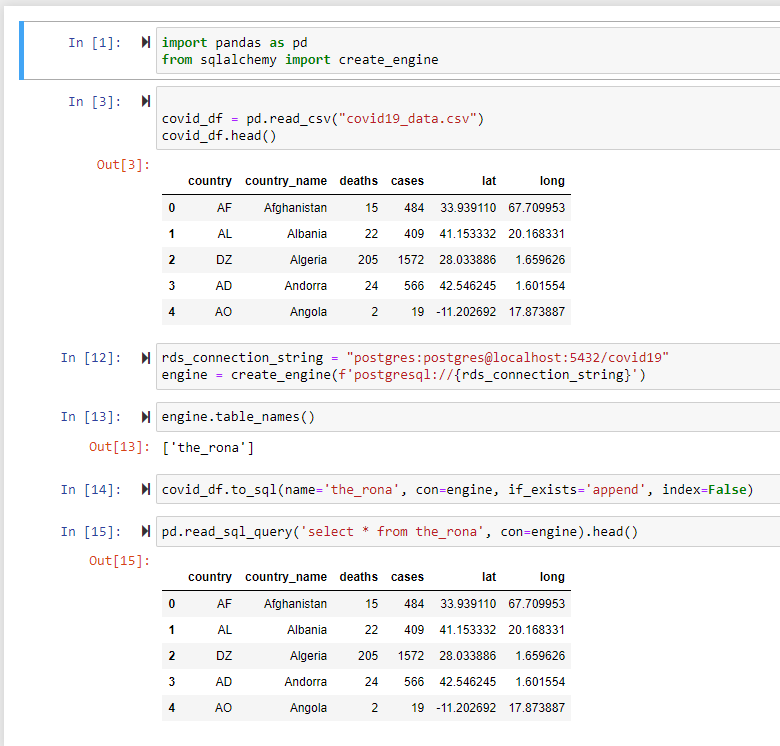 In [1]:
import pandas as pd
from sqlalchemy import create_engine
In [3]:
covid_df = pd.read_csv("covid19_data.csv")
covid_df.head()
Out[3]:
country country_name deaths cases lat long
0 AF Afghanistan 15 484 33.939110 67.709953
1 AL Albania 22 409 41.153332 20.168331
2 DZ Algeria 205 1572 28.033886 1.659626
3 AD Andorra 24 566 42.546245 1.601554
4 AO Angola 2 19 -11.202692 17.873887
In [12]:
rds_connection_string = "postgres:postgres@localhost:5432/covid19"
engine = create_engine(f'postgresql://{rds_connection_string}')
In [13]:
engine.table_names()
Out[13]:
['the_rona']
In [14]:
covid_df.to_sql(name='the_rona', con=engine, if_exists='append', index=False)
In [15]:
pd.read_sql_query('select * from the_rona', con=engine).head()
Out[15]:
country country_name deaths cases lat long
0 AF Afghanistan 15 484 33.939110 67.709953
1 AL Albania 22 409 41.153332 20.168331
2 DZ Algeria 205 1572 28.033886 1.659626
3 AD Andorra 24 566 42.546245 1.601554
4 AO Angola 2 19 -11.202692 17.873887